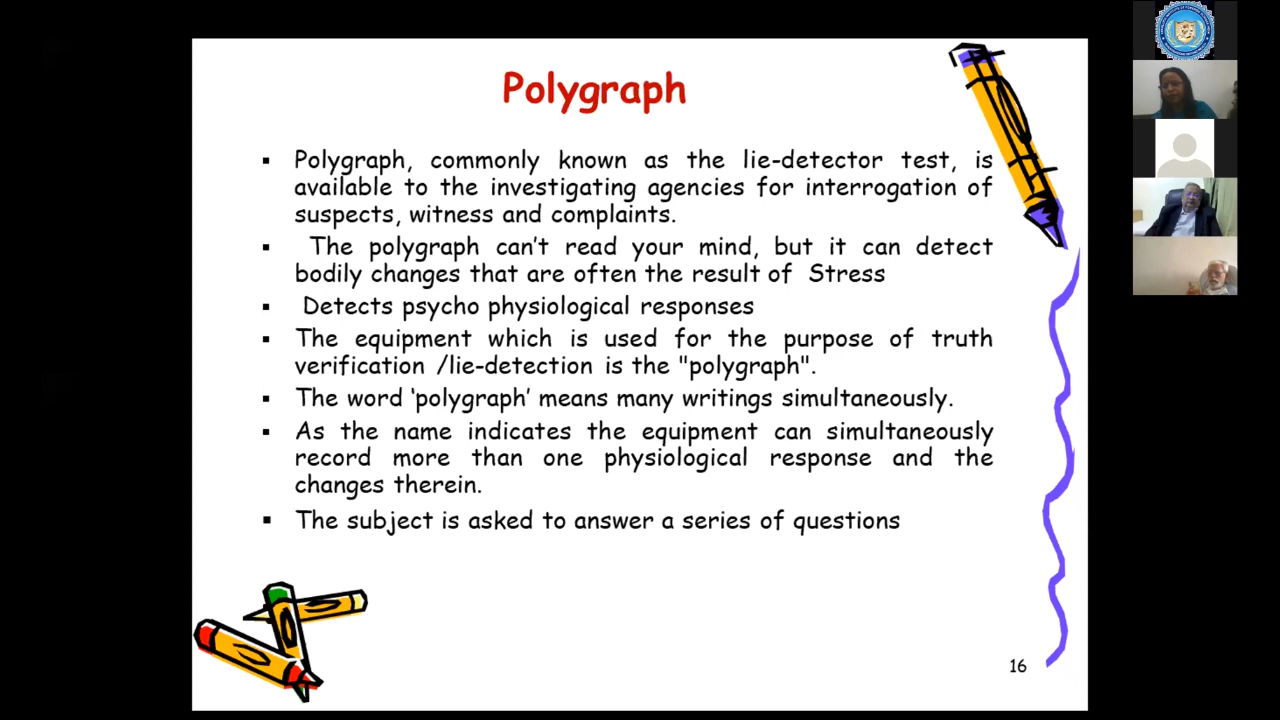 Polygraph
▪ Polygraph, commonly known as the lie-detector test, is
available to the investigating agencies for interrogation of
suspects, witness and complaints.
▪ The polygraph can't read your mind, but it can detect
bodily changes that are often the result of Stress
▪ Detects psycho physiological responses
▪ The equipment which is used for the purpose of truth
verification /lie-detection is the "polygraph".
▪ The word ‘polygraph’ means many writings simultaneously.
▪ As the name indicates the equipment can simultaneously
record more than one physiological response and the
changes therein.
▪ The subject is asked to answer a series of questions
16